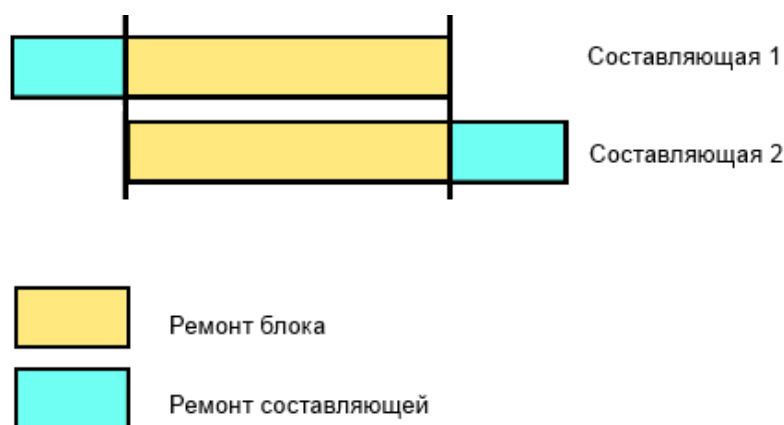 Составляющая 1
Составляющая 2
Ремонт блока
Ремонт составляющей